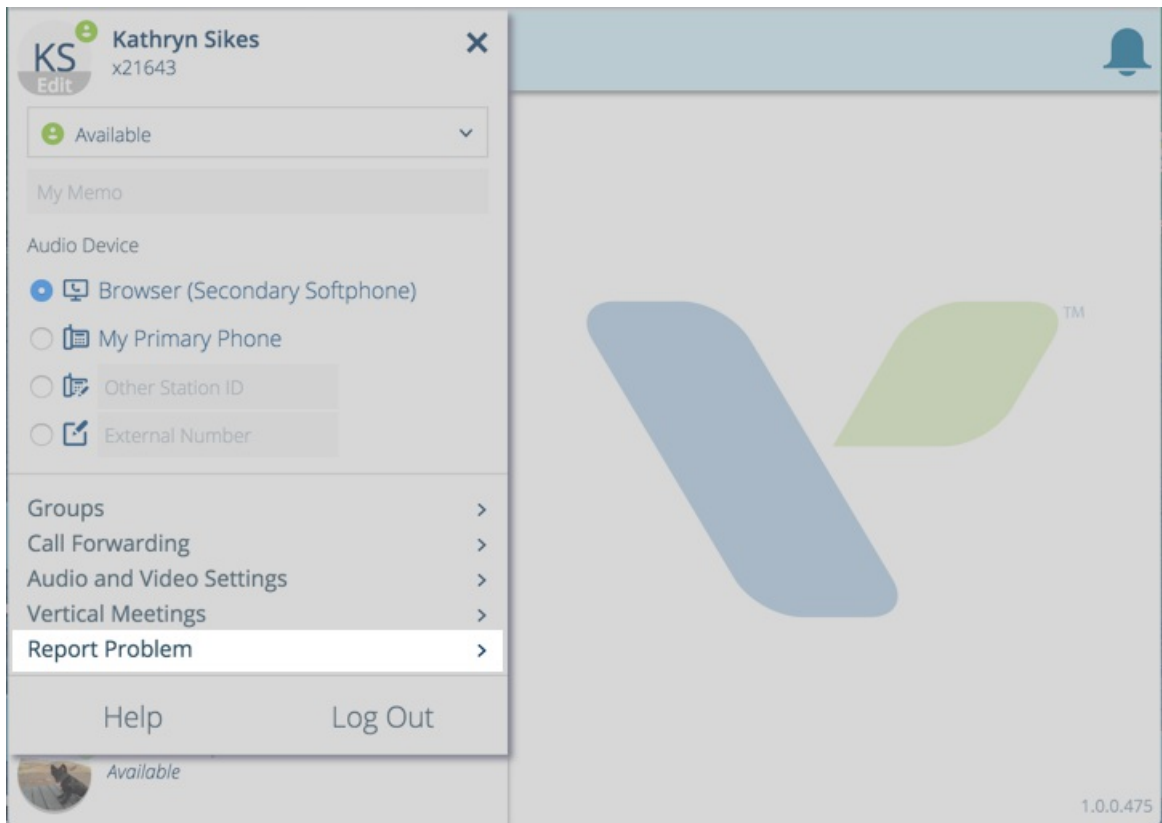 KS
Edit
Kathryn Sikes
x21643
Available
My Memo
Audio Device
Browser (Secondary Softphone)
My Primary Phone
Other Station ID
External Number
Groups
Call Forwarding
Audio and Video Settings
Vertical Meetings
Report Problem
Help
Log Out
Available
TM
1.0.0.475